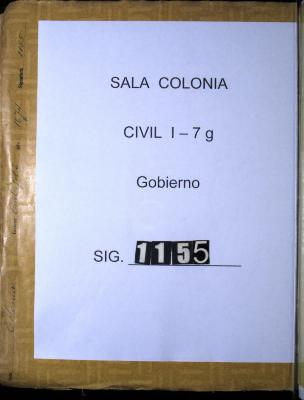 SALA COLONIA
CIVIL I – 7 g
Gobierno
SIG. 1155